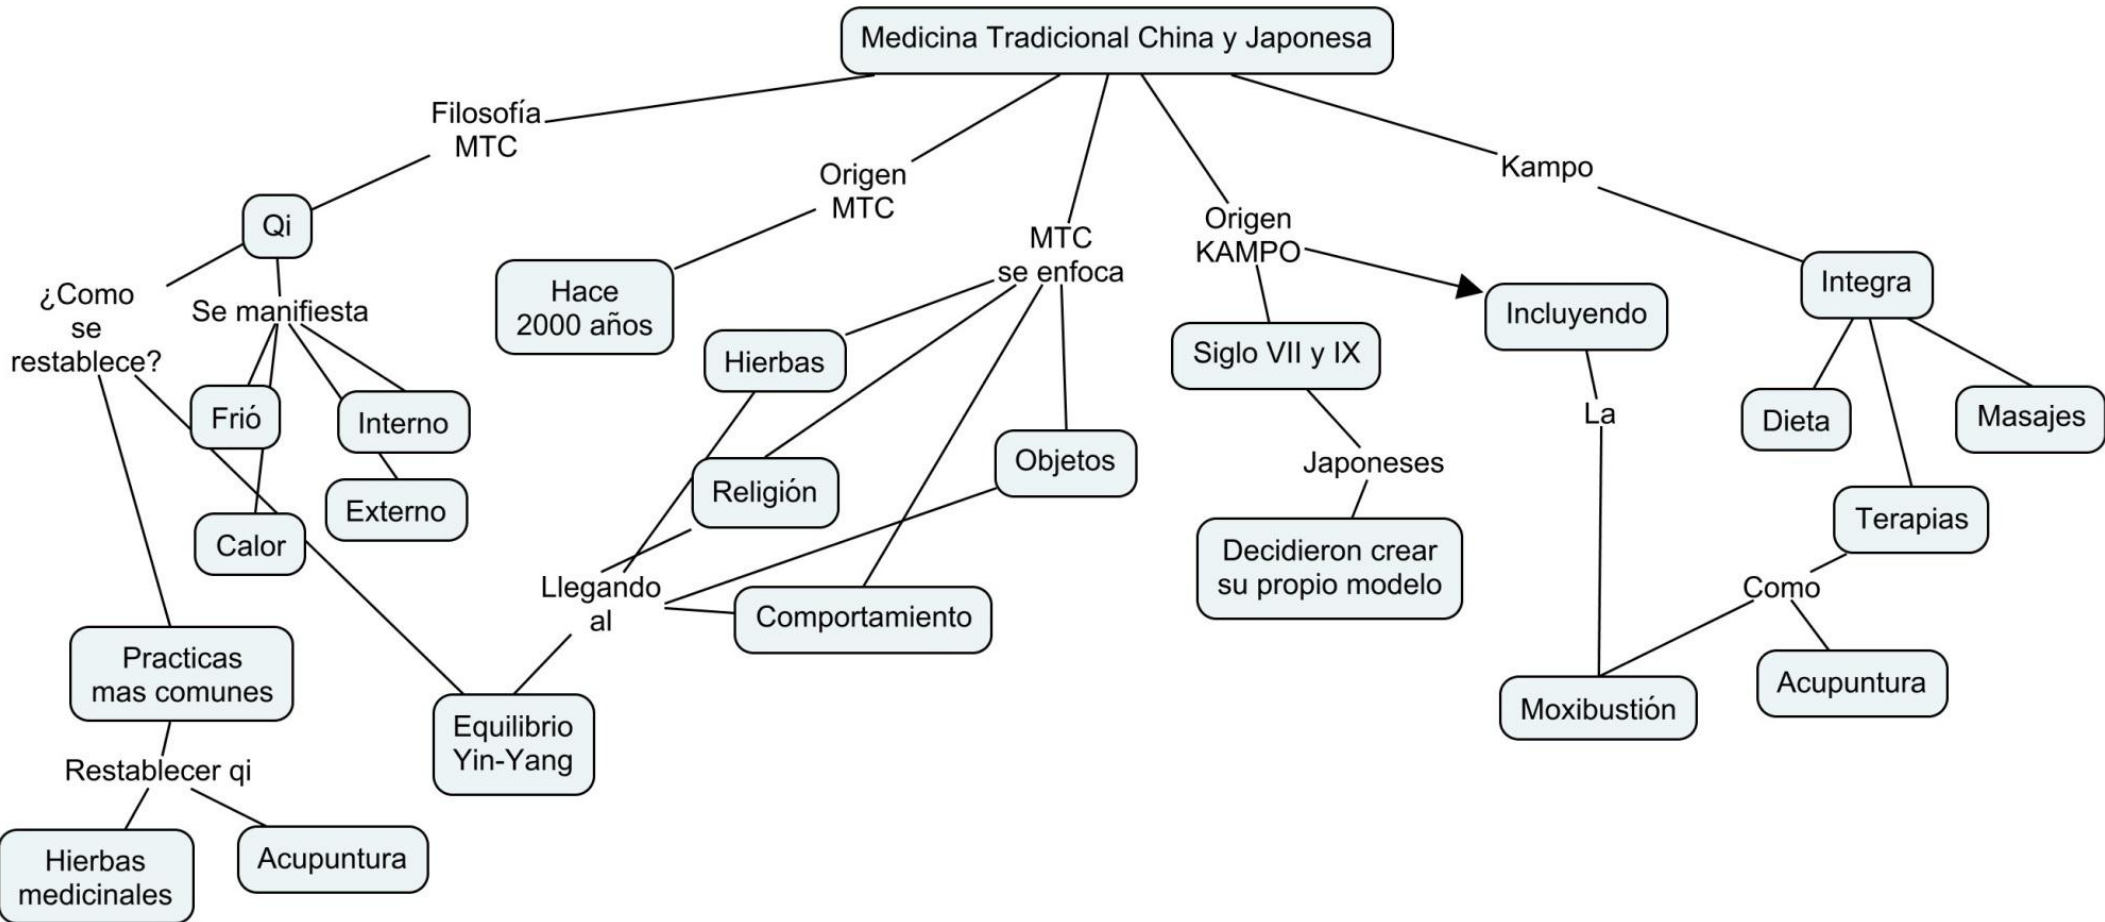 Medicina Tradicional China y Japonesa
Filosofía
MTC
Origen
MTC
MTC
se enfoca
Origen
KAMPO
Kampo
Qi
¿Como
se
restablece?
Se manifiesta
Hace
2000 años
Hierbas
Siglo VII y IX
Incluyendo
Integra
Frió
Interno
Religión
Objetos
Japoneses
La
Dieta
Masajes
Calor
Externo
Terapias
Llegando
al
Comportamiento
Decidieron crear
su propio modelo
Como
Practicas
mas comunes
Equilibrio
Yin-Yang
Moxibustión
Acupuntura
Restablecer qi
Hierbas
medicinales
Acupuntura